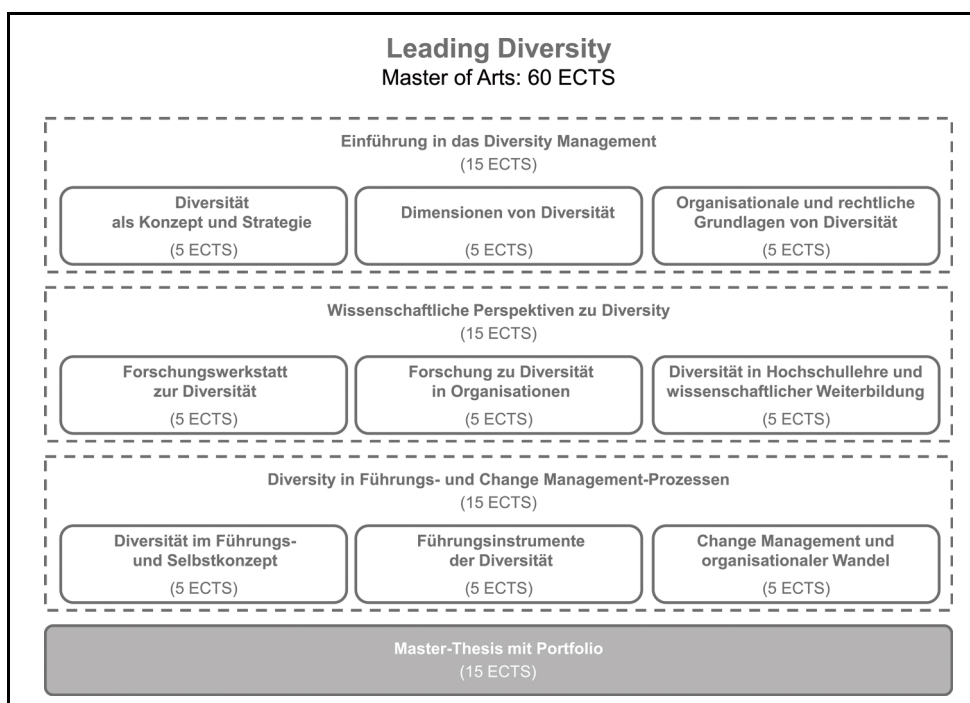 Leading Diversity
Master of Arts: 60 ECTS
Einführung in das Diversity Management
(15 ECTS)
Diversität
als Konzept und Strategie
(5 ECTS)
Dimensionen von Diversität
(5 ECTS)
Organisationale und rechtliche
Grundlagen von Diversität
(5 ECTS)
Wissenschaftliche Perspektiven zu Diversity
(15 ECTS)
Forschungswerkstatt
zur Diversität
(5 ECTS)
Forschung zu Diversität
in Organisationen
(5 ECTS)
Diversität in Hochschullehre und
wissenschaftlicher Weiterbildung
(5 ECTS)
Diversity in Führungs- und Change Management-Prozessen
(15 ECTS)
Diversität im Führungs-
und Selbstkonzept
(5 ECTS)
Führungsinstrumente
der Diversität
(5 ECTS)
Change Management und
organisationaler Wandel
(5 ECTS)
Master-Thesis mit Portfolio
(15 ECTS)